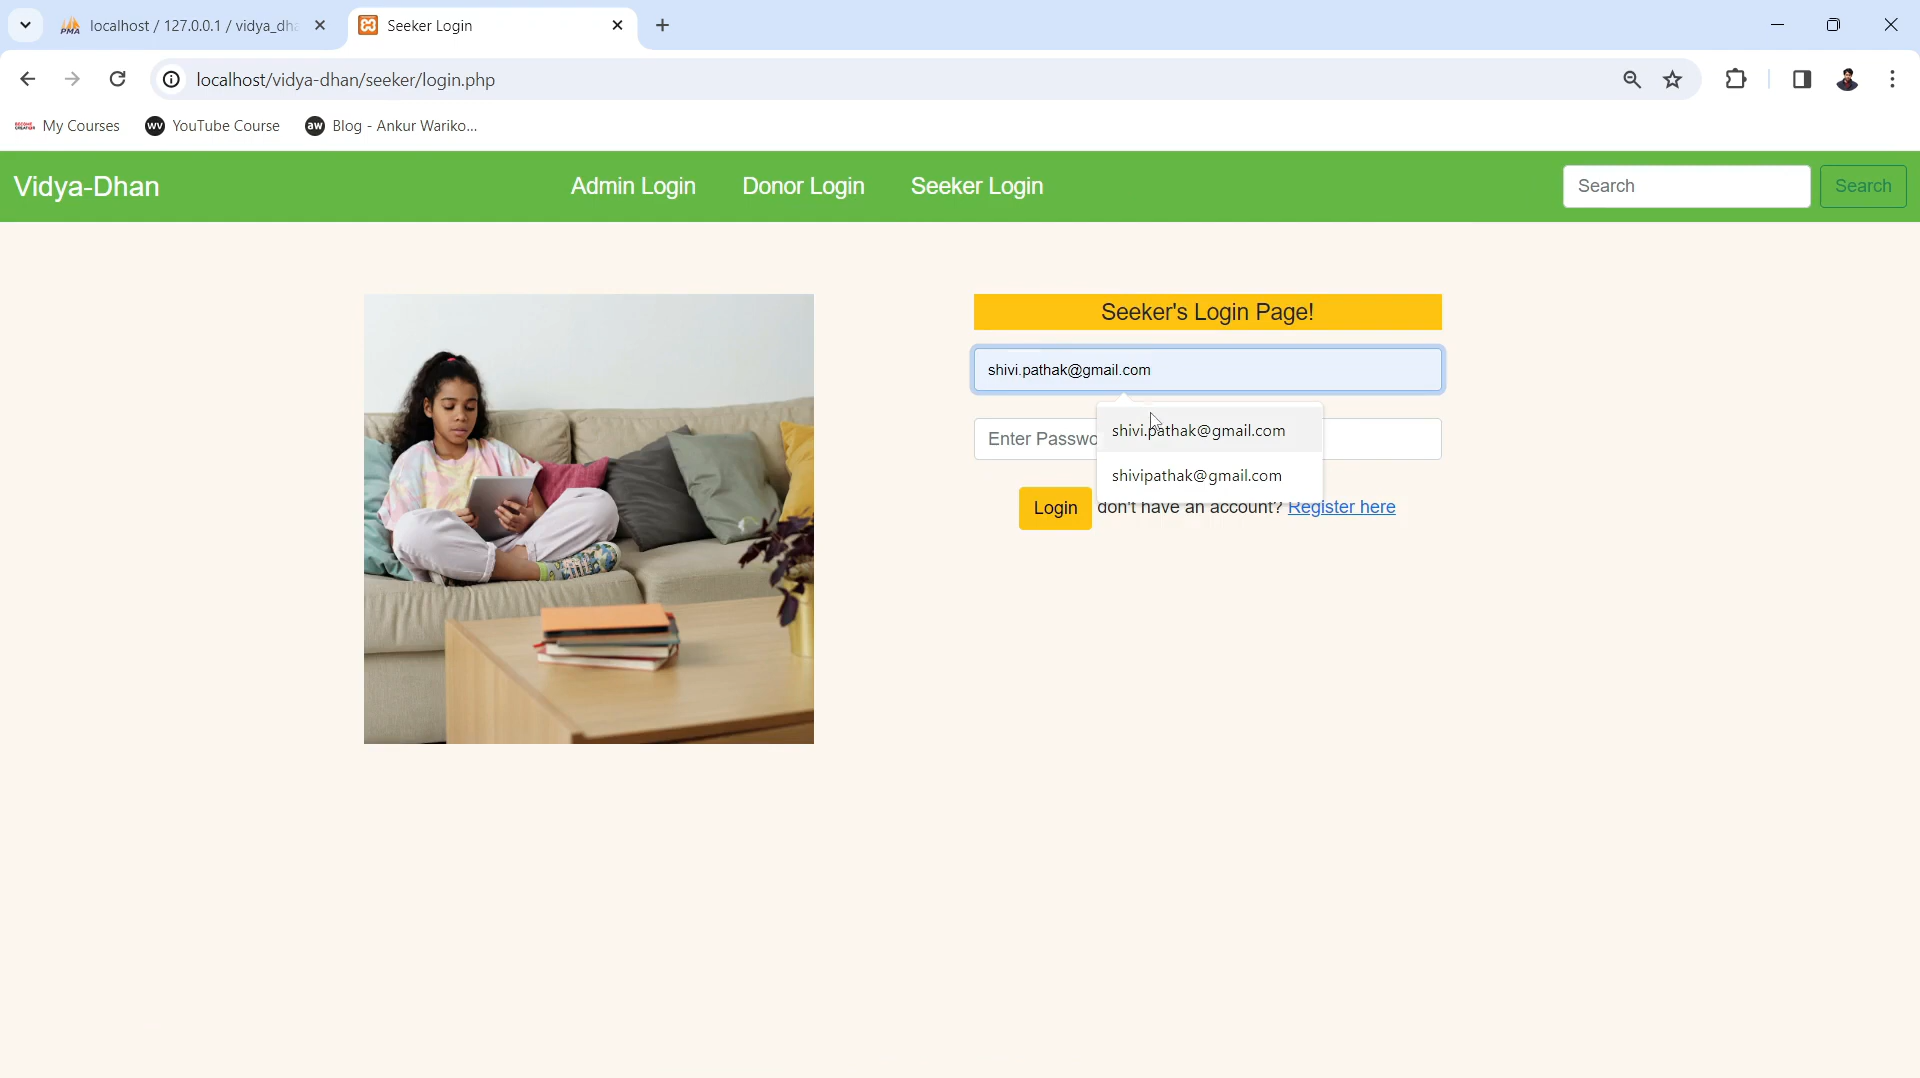 localhost / 127.0.0.1 / vidya_dha
Seeker Login
localhost/vidya-dhan/seeker/login.php
My Courses
YouTube Course
Blog - Ankur Wariko...
Vidya-Dhan
Admin Login
Donor Login
Seeker Login
Search
Search
Seeker's Login Page!
shivi.pathak@gmail.com
shivi.pathak@gmail.com
Enter Passwo
shivipathak@gmail.com
Login
don't have an account? Register here